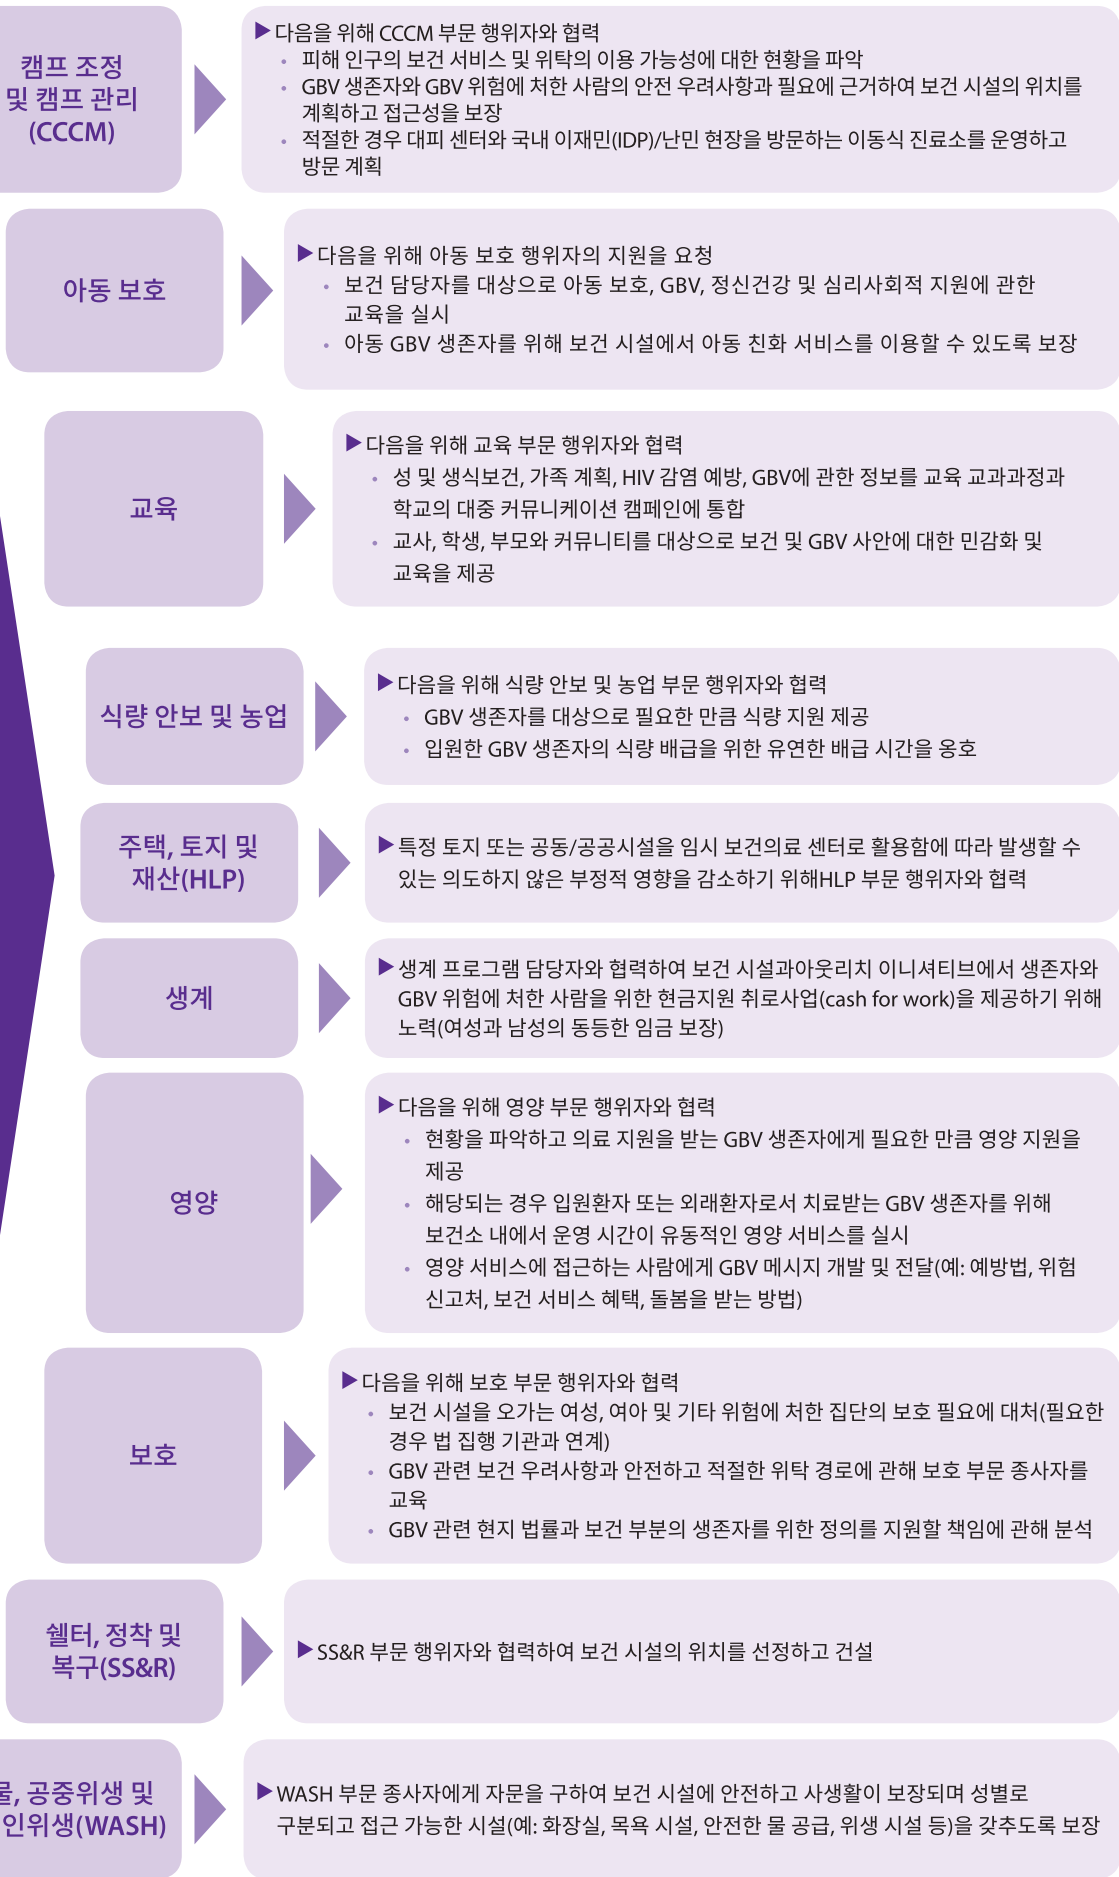 캠프 조정
및 캠프 관리
(CCCM)
▶다음을 위해 CCCM 부문 행위자와 협력
• 피해 인구의 보건 서비스 및 위탁의 이용 가능성에 대한 현황을 파악
• GBV 생존자와 GBV 위험에 처한 사람의 안전 우려사항과 필요에 근거하여 보건 시설의 위치를
계획하고 접근성을 보장
• 적절한 경우 대피 센터와 국내 이재민(IDP)/난민 현장을 방문하는 이동식 진료소를 운영하고
방문 계획
아동 보호
▶다음을 위해 아동 보호 행위자의 지원을 요청
• 보건 담당자를 대상으로 아동 보호, GBV, 정신건강 및 심리사회적 지원에 관한
교육을 실시
• 아동 GBV 생존자를 위해 보건 시설에서 아동 친화 서비스를 이용할 수 있도록 보장
교육
▶다음을 위해 교육 부문 행위자와 협력
• 성 및 생식보건, 가족 계획, HIV 감염 예방, GBV에 관한 정보를 교육 교과과정과
학교의 대중 커뮤니케이션 캠페인에 통합
• 교사, 학생, 부모와 커뮤니티를 대상으로 보건 및 GBV 사안에 대한 민감화 및
교육을 제공
식량 안보 및 농업
▶다음을 위해 식량 안보 및 농업 부문 행위자와 협력
• GBV 생존자를 대상으로 필요한 만큼 식량 지원 제공
• 입원한 GBV 생존자의 식량 배급을 위한 유연한 배급 시간을 옹호
주택, 토지 및
재산(HLP)
▶특정 토지 또는 공동/공공시설을 임시 보건의료 센터로 활용함에 따라 발생할 수
있는 의도하지 않은 부정적 영향을 감소하기 위해HLP 부문 행위자와 협력
생계
▶생계 프로그램 담당자와 협력하여 보건 시설과아웃리치 이니셔티브에서 생존자와
GBV 위험에 처한 사람을 위한 현금지원 취로사업(cash for work)을 제공하기 위해
노력(여성과 남성의 동등한 임금 보장)
영양
▶다음을 위해 영양 부문 행위자와 협력
• 현황을 파악하고 의료 지원을 받는 GBV 생존자에게 필요한 만큼 영양 지원을
제공
• 해당되는 경우 입원환자 또는 외래환자로서 치료받는 GBV 생존자를 위해
보건소 내에서 운영 시간이 유동적인 영양 서비스를 실시
• 영양 서비스에 접근하는 사람에게 GBV 메시지 개발 및 전달(예: 예방법, 위험
신고처, 보건 서비스 혜택, 돌봄을 받는 방법)
보호
▶다음을 위해 보호 부문 행위자와 협력
• 보건 시설을 오가는 여성, 여아 및 기타 위험에 처한 집단의 보호 필요에 대처(필요한
경우 법 집행 기관과 연계)
• GBV 관련 보건 우려사항과 안전하고 적절한 위탁 경로에 관해 보호 부문 종사자를
교육
• GBV 관련 현지 법률과 보건 부분의 생존자를 위한 정의를 지원할 책임에 관해 분석
쉘터, 정착 및
복구(SS&R)
▶SS&R 부문 행위자와 협력하여 보건 시설의 위치를 선정하고 건설
물, 공중위생 및
인위생(WASH)
▶WASH 부문 종사자에게 자문을 구하여 보건 시설에 안전하고 사생활이 보장되며 성별로
구분되고 접근 가능한 시설(예: 화장실, 목욕 시설, 안전한 물 공급, 위생 시설 등)을 갖추도록 보장